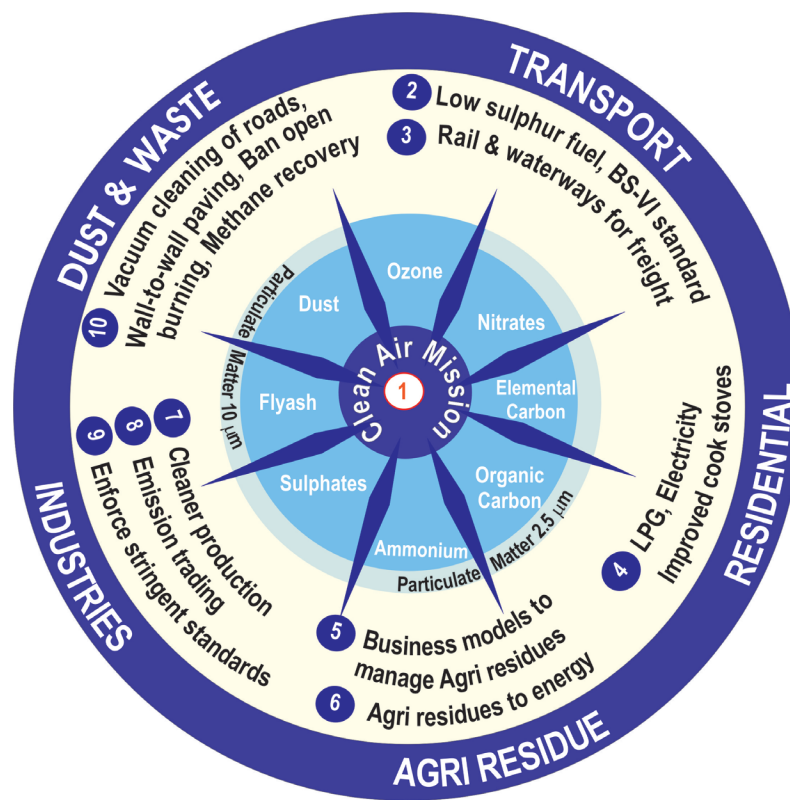 TRANSPORT
2 Low sulphur fuel, BS-VI standard
3 Rail & waterways for freight
RESIDENTIAL
4 LPG, Electricity
Improved cook stoves
AGRI RESIDUE
5 Business models to
manage Agri residues
6 Agri residues to energy
INDUSTRIES
7 Cleaner production
8 Emission trading
9 Enforce stringent standards
DUST & WASTE
10 Vacuum cleaning of roads,
Wall-to-wall paving, Ban open
burning, Methane recovery
Clean Air Mission
1
Ozone
Nitrates
Elemental
Carbon
Organic
Carbon
Ammonium
Sulphates
Flyash
Dust
Particulate Matter 10 µm
Particulate Matter 2.5 µm